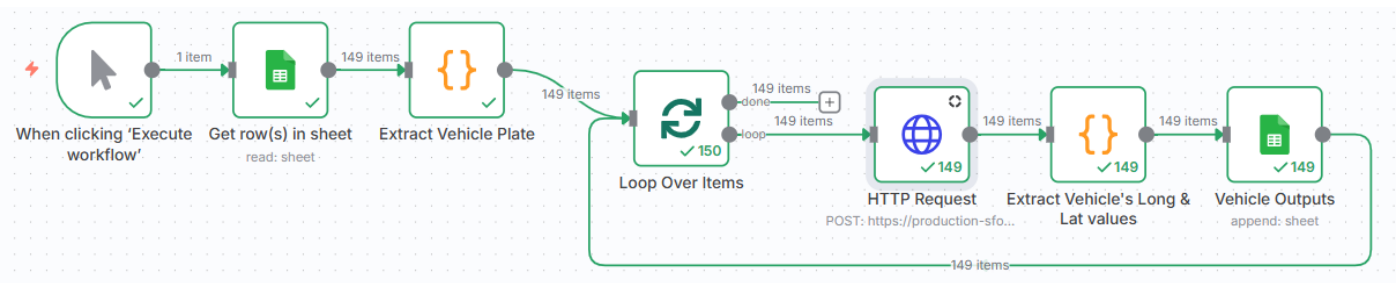 1 item
149 items
149 items
149 items
done
149 items
loop
149 items
149 items
149 items
{}
{}
150
149
149
149
When clicking ‘Execute
workflow’
Get row(s) in sheet
read: sheet
Extract Vehicle Plate
Loop Over Items
HTTP Request
POST: https://production-sfo...
Extract Vehicle's Long &
Lat values
Vehicle Outputs
append: sheet
149 items